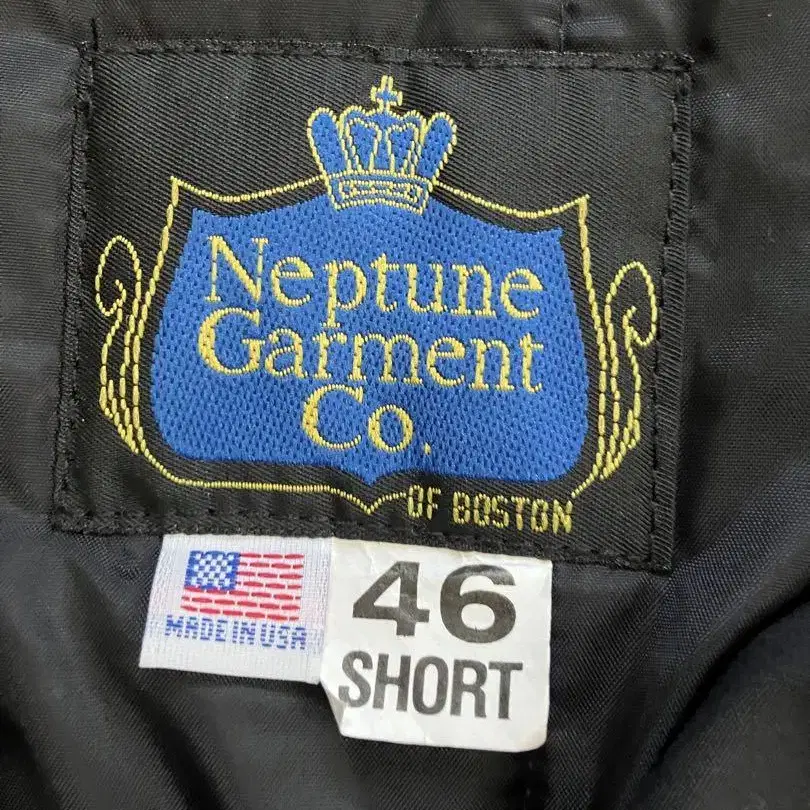 Neptune
Garment
Co.
OF BOSTON
MADE IN USA
46
SHORT